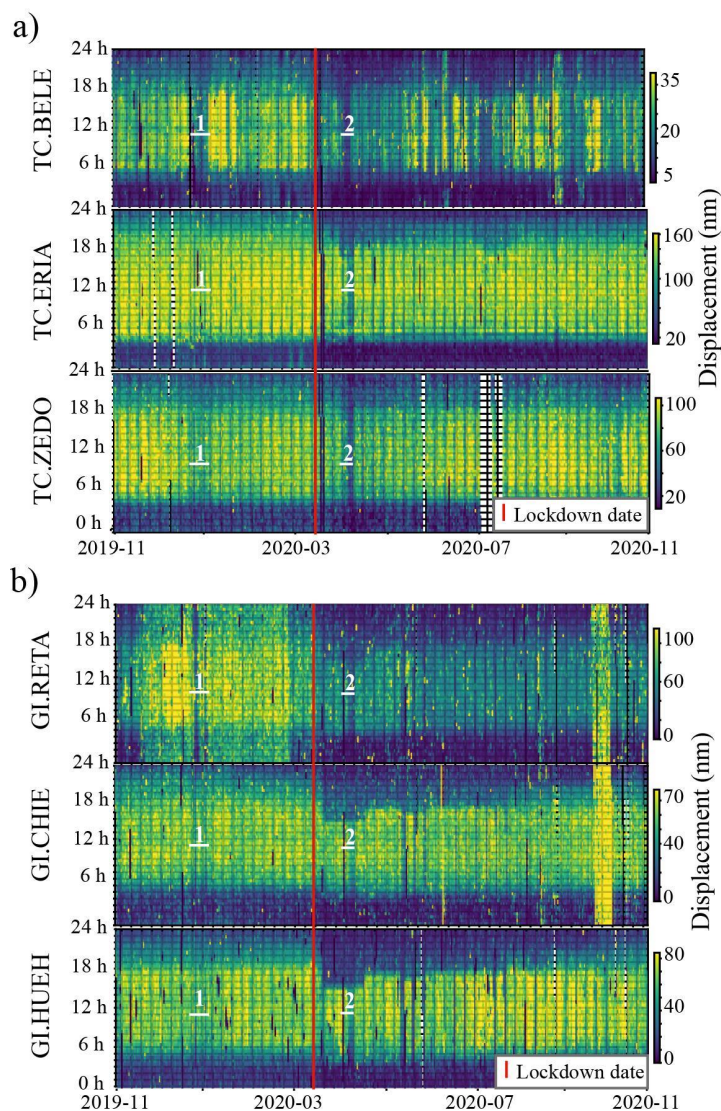 a)
TC.BELE
24 h
18 h
12 h
6 h
1
2
35
20
5
TC.ERIA
24 h
18 h
12 h
6 h
1
2
160
100
20
Displacement (nm)
TC.ZEDO
24 h
18 h
12 h
6 h
0 h
1
2
100
60
20
Lockdown date
2019-11
2020-03
2020-07
2020-11
b)
GI.RETA
24 h
18 h
12 h
6 h
1
2
100
60
0
GI.CHIE
24 h
18 h
12 h
6 h
1
2
70
40
0
Displacement (nm)
GI.HUEH
24 h
18 h
12 h
6 h
0 h
1
2
80
40
0
Lockdown date
2019-11
2020-03
2020-07
2020-11